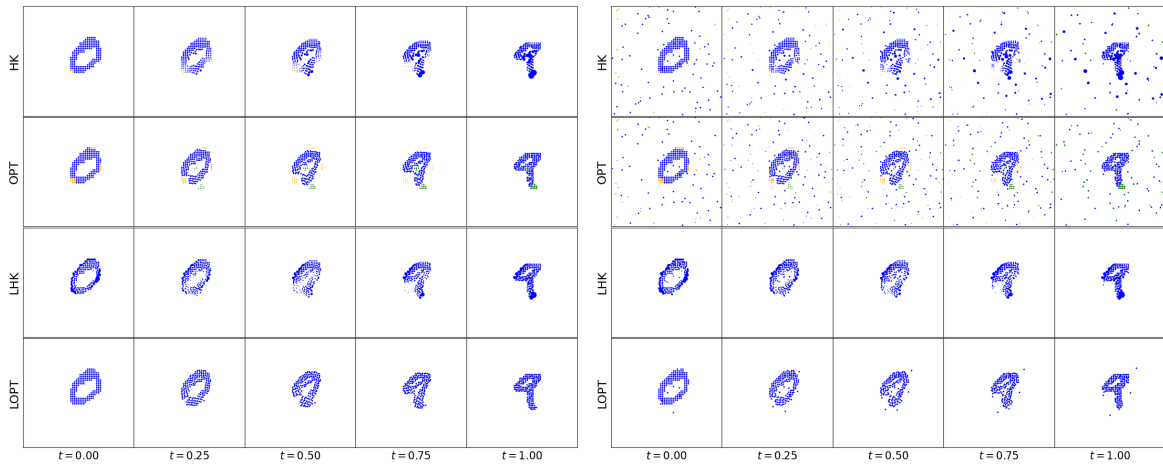 HK HK
OPT OPT
LHK LHK
LOPT LOPT
t = 0.00 t = 0.25 t = 0.50 t = 0.75 t = 1.00 t = 0.00 t = 0.25 t = 0.50 t = 0.75 t = 1.00